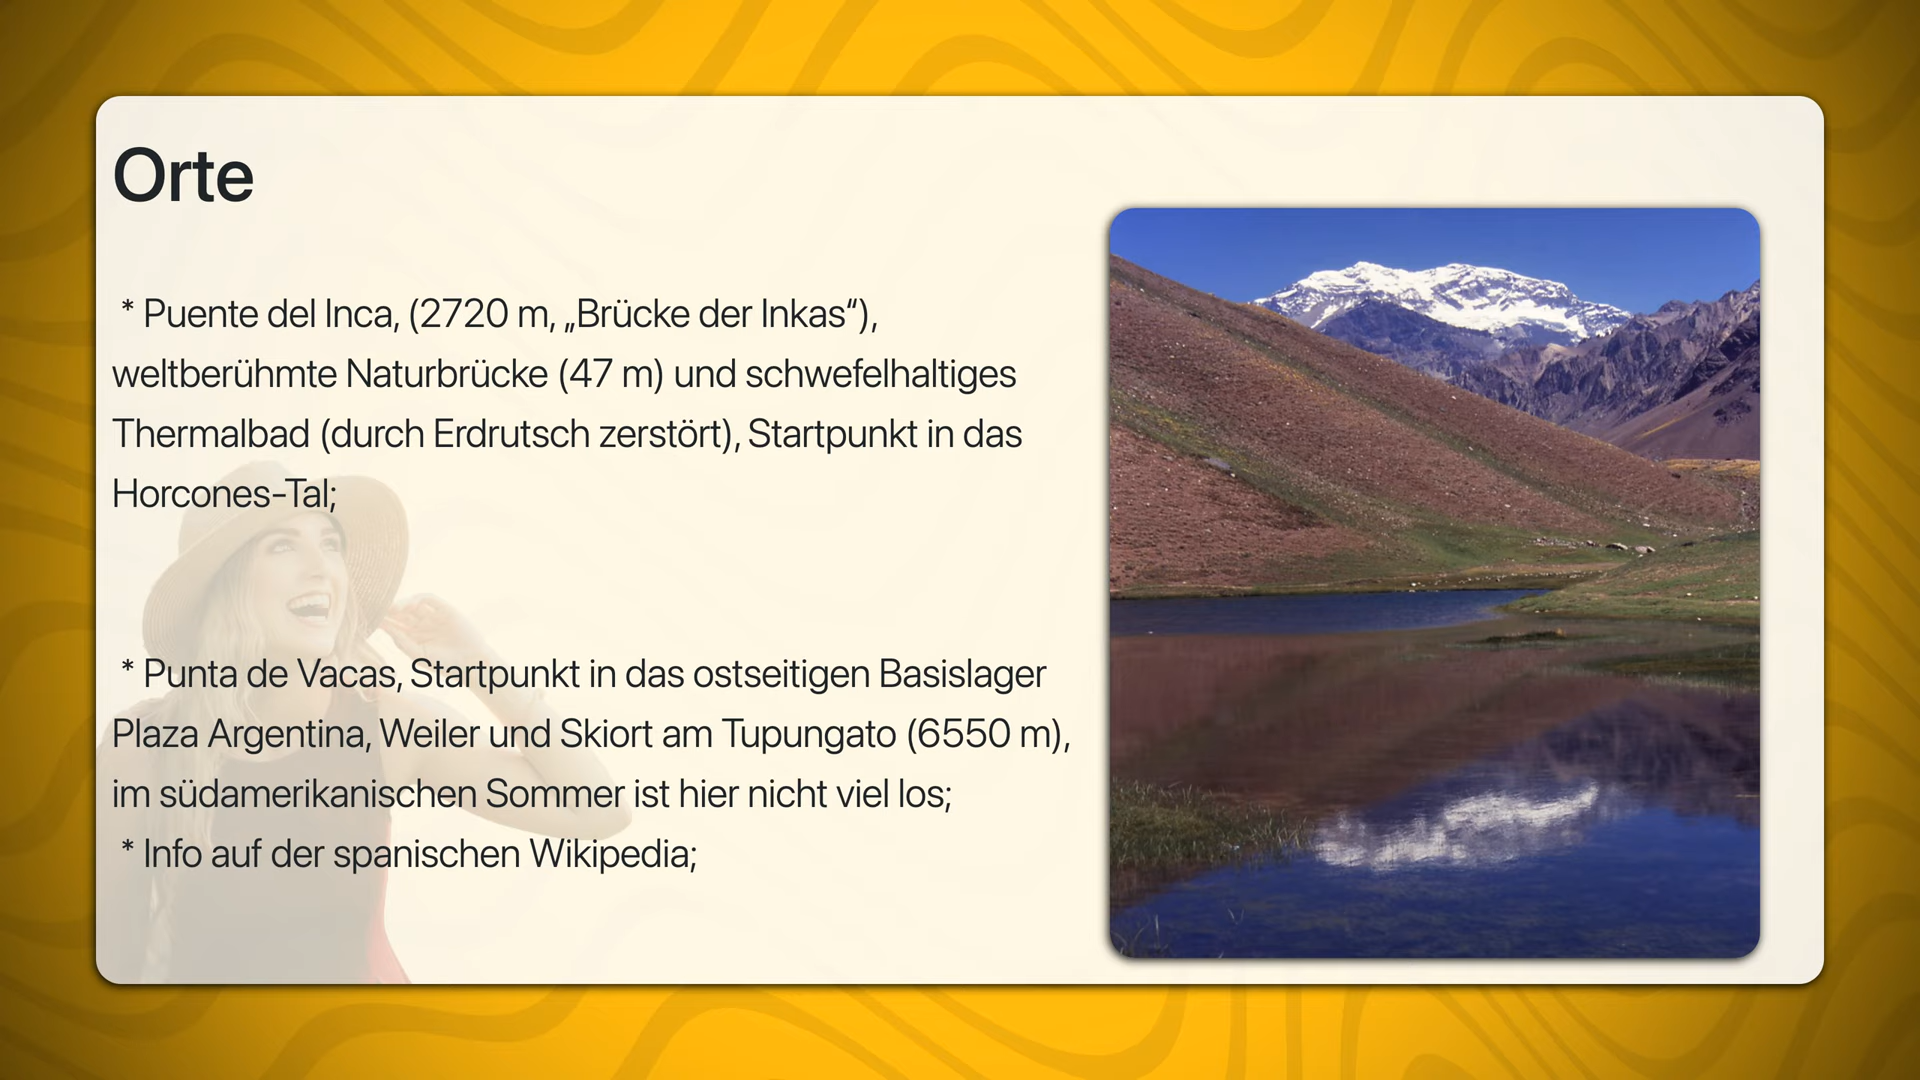 Orte
* Puente del Inca, (2720 m, „Brücke der Inkas“),
weltberühmte Naturbrücke (47 m) und schwefelhaltiges
Thermalbad (durch Erdrutsch zerstört), Startpunkt in das
Horcones-Tal;
* Punta de Vacas, Startpunkt in das ostseitigen Basislager
Plaza Argentina, Weiler und Skiort am Tupungato (6550 m),
im südamerikanischen Sommer ist hier nicht viel los;
* Info auf der spanischen Wikipedia;